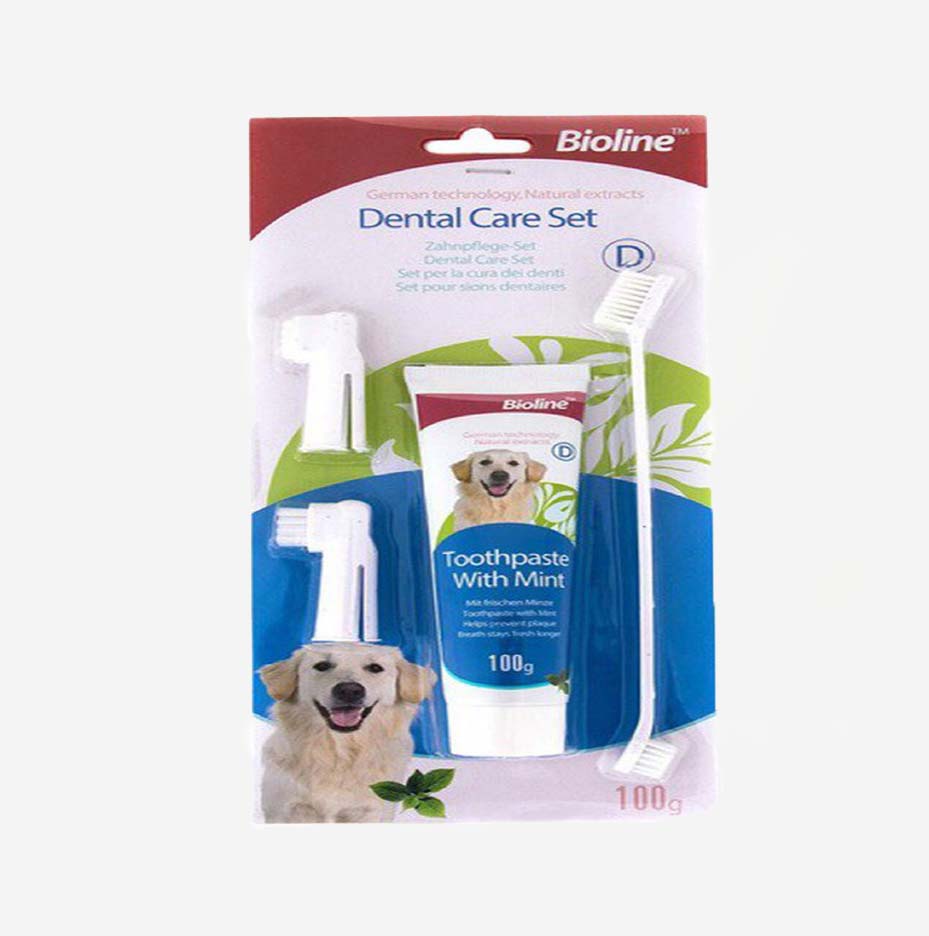 Bioline™
German technology, Natural extracts
Dental Care Set
Zahnpflege-Set
Dental Care Set
Set per la cura dei denti
Set pour sions dentaires
D
Bioline™
German technology
Natural extracts
D
Toothpaste
With Mint
Mit frischen Minze
Toothpaste with Mint
Helps prevent plaque
Breath stays fresh longe
100g
100g